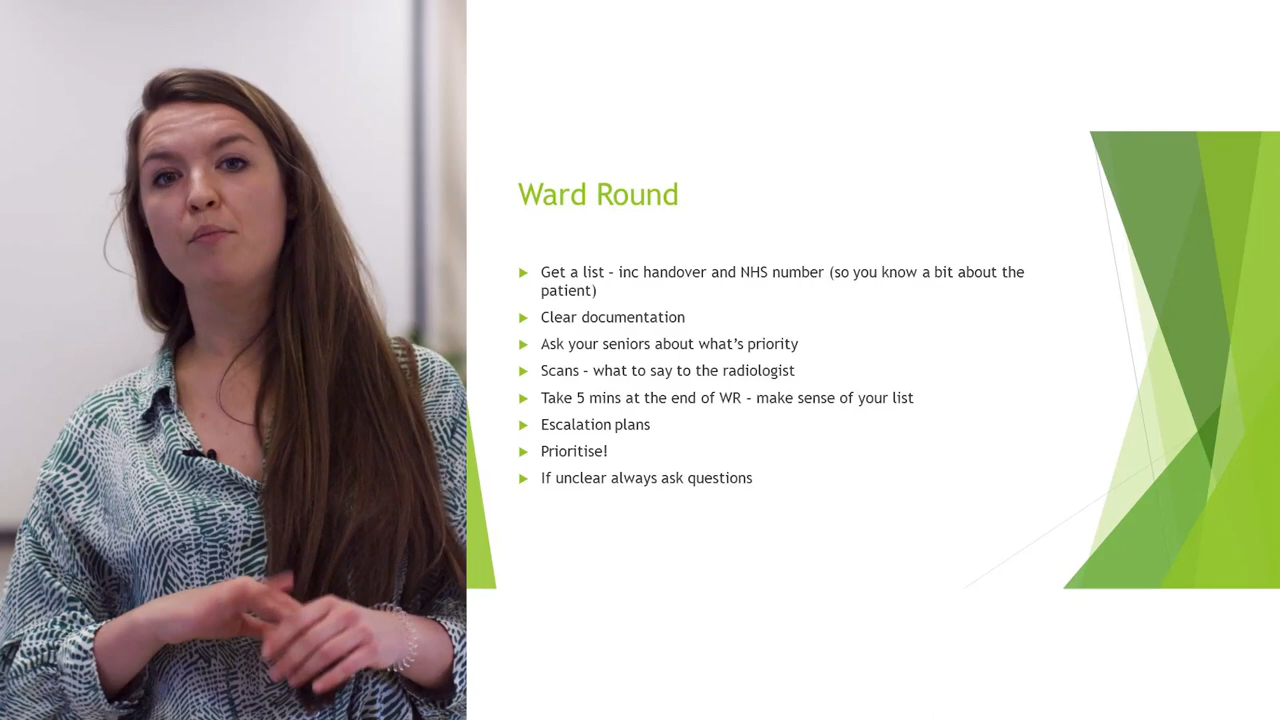 Ward Round
Get a list – inc handover and NHS number (so you know a bit about the
patient)
Clear documentation
Ask your seniors about what's priority
Scans – what to say to the radiologist
Take 5 mins at the end of WR – make sense of your list
Escalation plans
Prioritise!
If unclear always ask questions